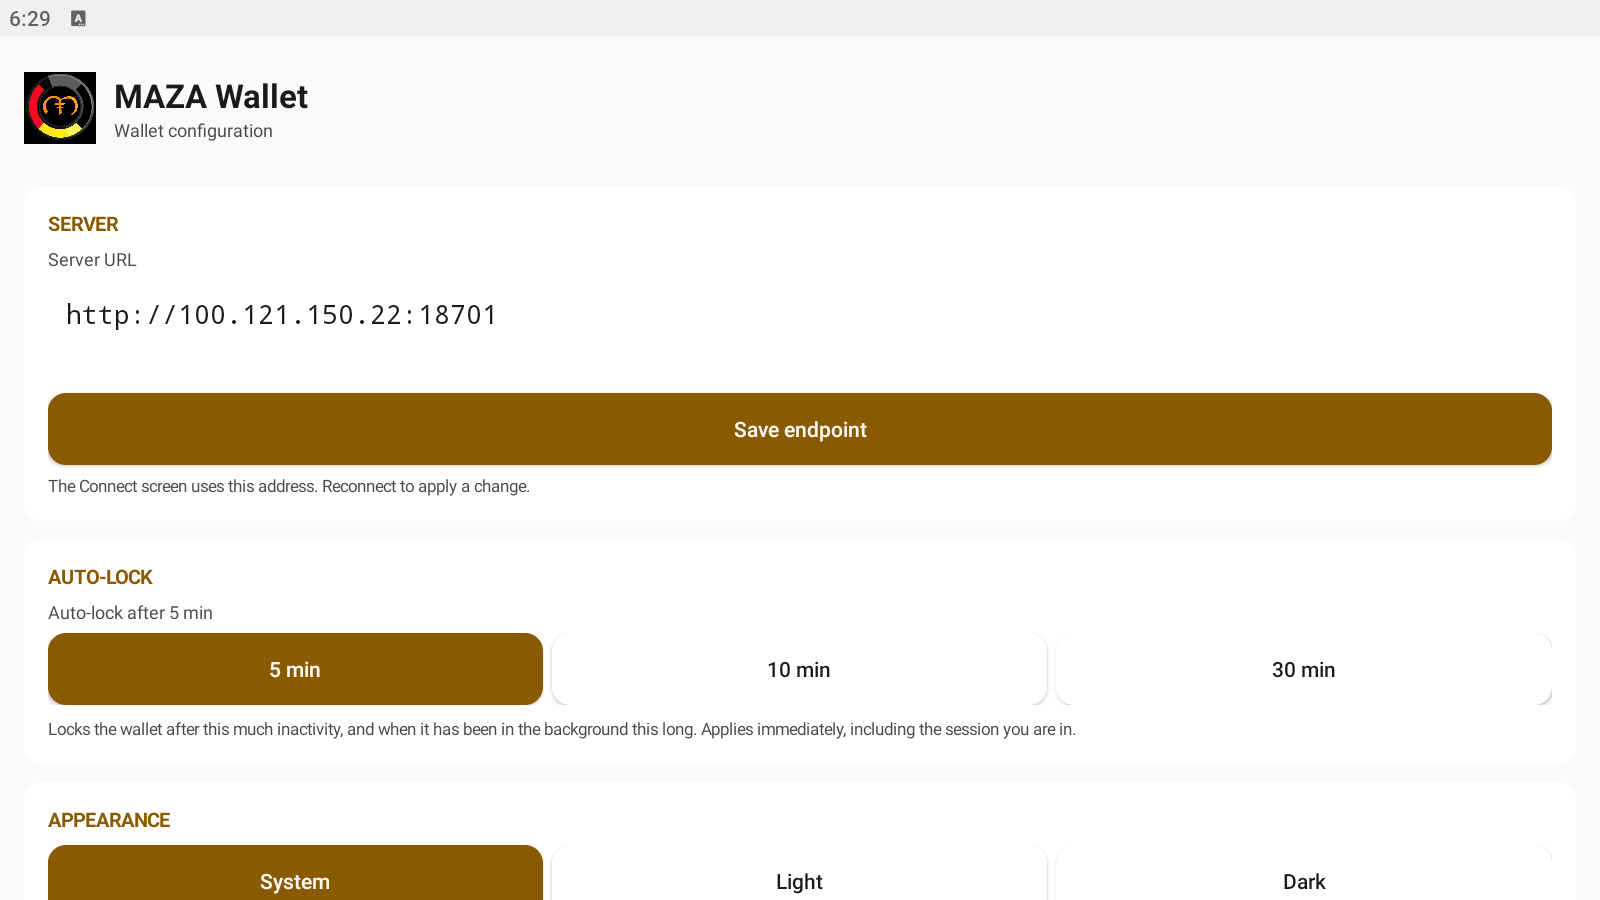 6:29
MAZA Wallet
Wallet configuration
SERVER
Server URL
http://100.121.150.22:18701
Save endpoint
The Connect screen uses this address. Reconnect to apply a change.
AUTO-LOCK
Auto-lock after 5 min
5 min
10 min
30 min
Locks the wallet after this much inactivity, and when it has been in the background this long. Applies immediately, including the session you are in.
APPEARANCE
System
Light
Dark